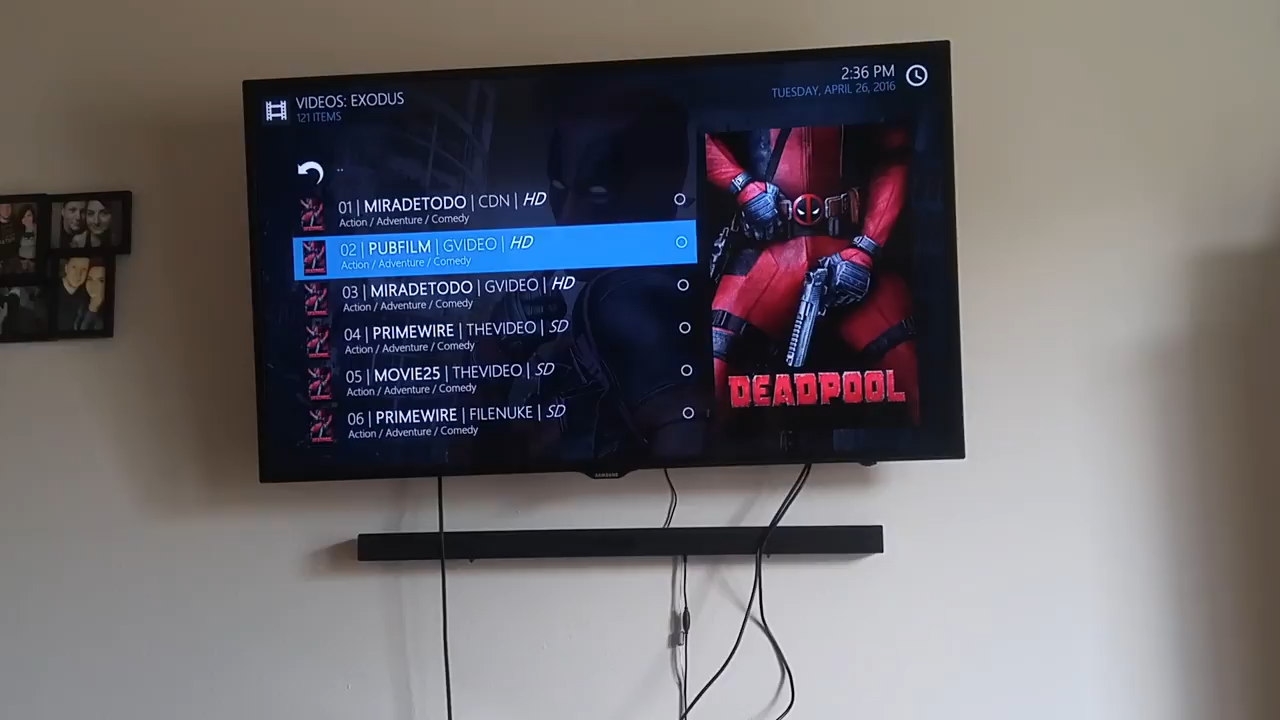 VIDEOS: EXODUS
121 ITEMS
2:36 PM
TUESDAY, APRIL 26, 2016
..
01 | MIRADETODO | CDN | HD
Action / Adventure / Comedy
02 | PUBFILM | GVIDEO | HD
Action / Adventure / Comedy
03 | MIRADETODO | GVIDEO | HD
Action / Adventure / Comedy
04 | PRIMEWIRE | THEVIDEO | SD
Action / Adventure / Comedy
05 | MOVIE25 | THEVIDEO | SD
Action / Adventure / Comedy
06 | PRIMEWIRE | FILENUKE | SD
Action / Adventure / Comedy
DEADPOOL
SAMSUNG